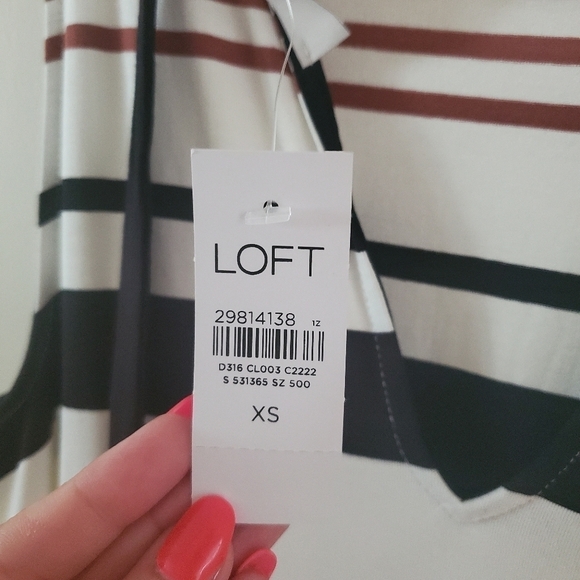 LOFT
29814138 1Z
D316 CL003 C2222
S 531365 SZ 500
XS